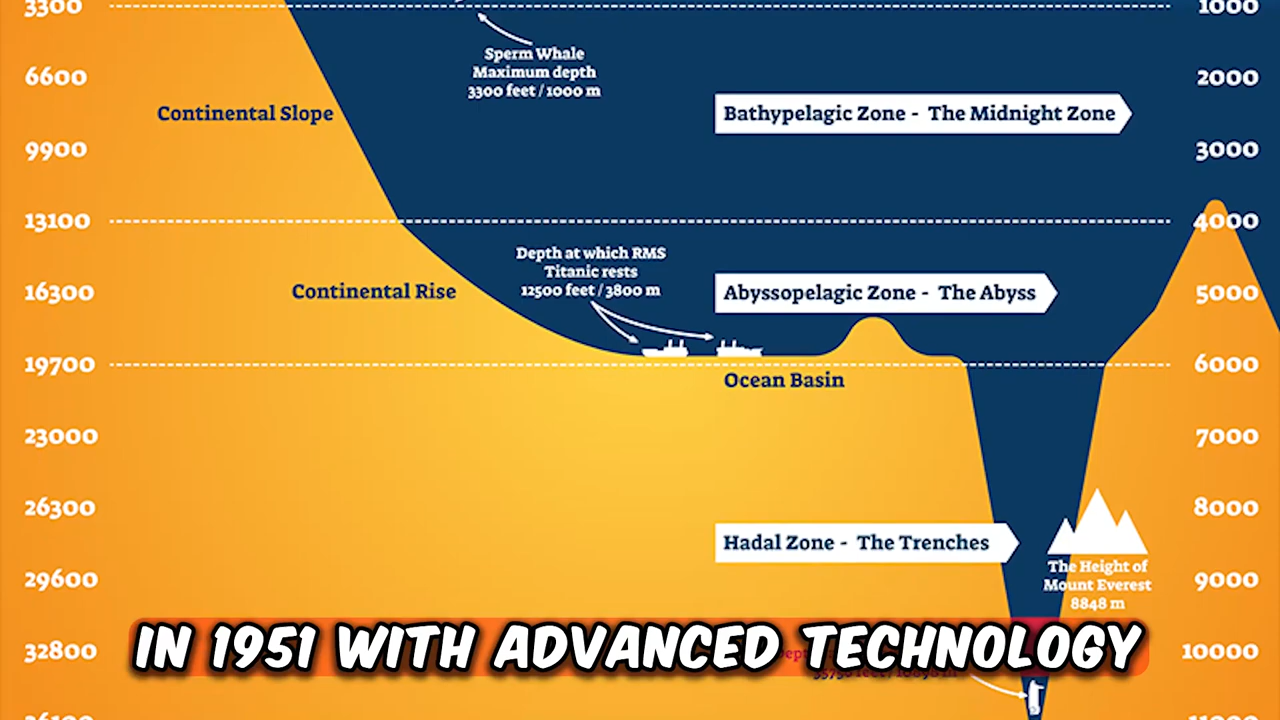 3300
1000
Sperm Whale
Maximum depth
3300 feet / 1000 m
6600
2000
Continental Slope
Bathypelagic Zone - The Midnight Zone
9900
3000
13100
4000
Depth at which RMS
Titanic rests
12500 feet / 3800 m
Continental Rise
Abyssopelagic Zone - The Abyss
16300
5000
19700
6000
Ocean Basin
23000
7000
26300
8000
Hadal Zone - The Trenches
The Height of
Mount Everest
8848 m
29600
9000
IN 1951 WITH ADVANCED TECHNOLOGY
32800
10000